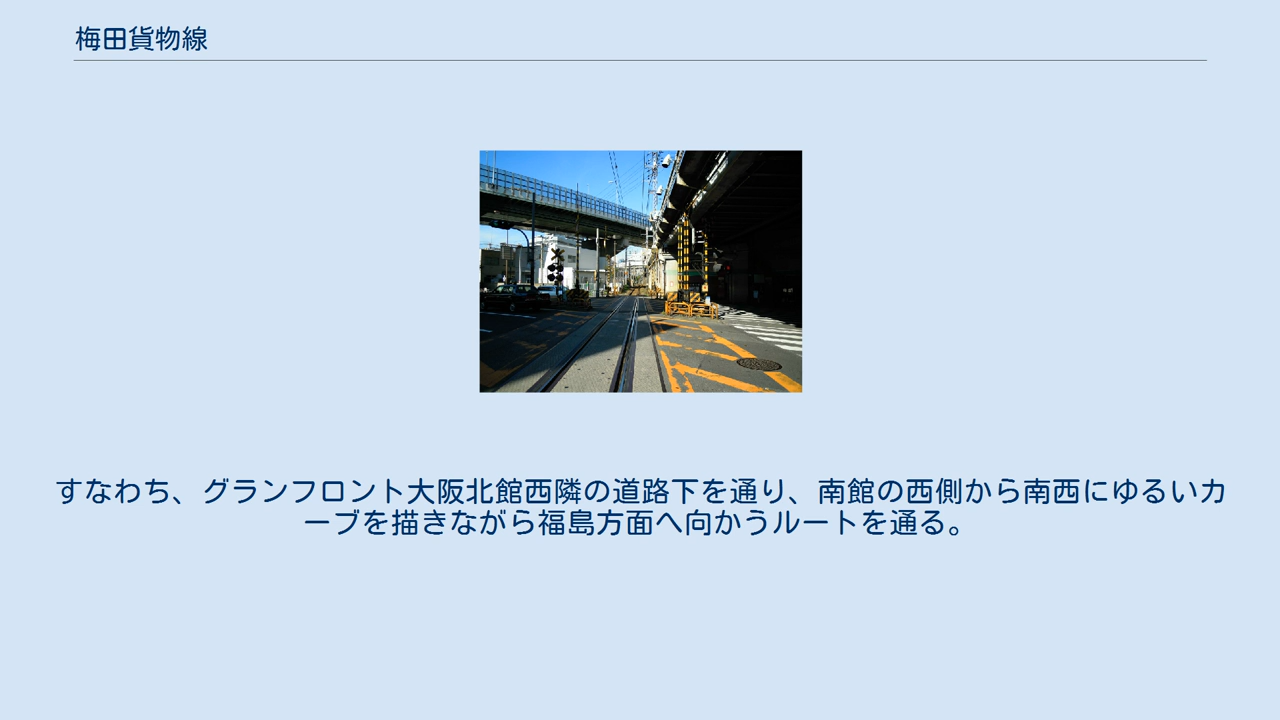 梅田貨物線
すなわち、グランフロント大阪北館西隣の道路下を通り、南館の西側から南西にゆるいカ
ーブを描きながら福島方面へ向かうルートを通る。